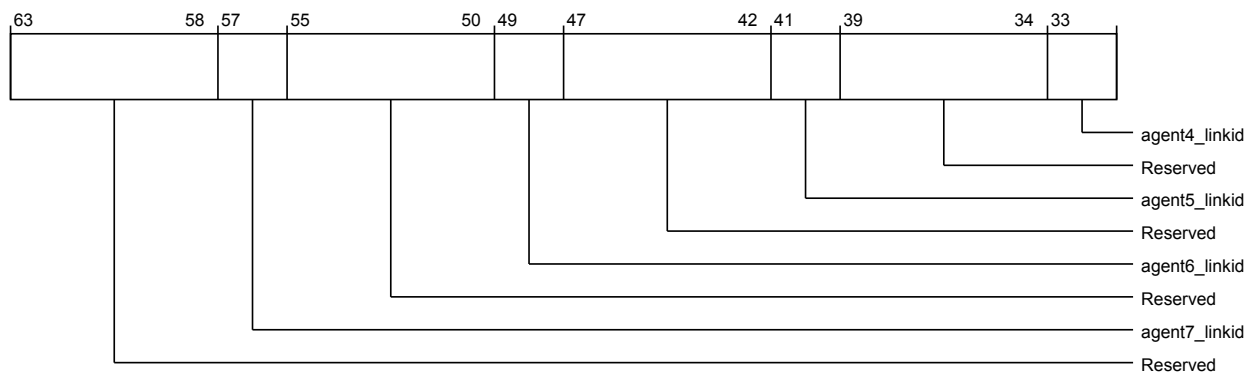 63 58 57 55 50 49 47 42 41 39 34 33
agent4_linkid
Reserved
agent5_linkid
Reserved
agent6_linkid
Reserved
agent7_linkid
Reserved